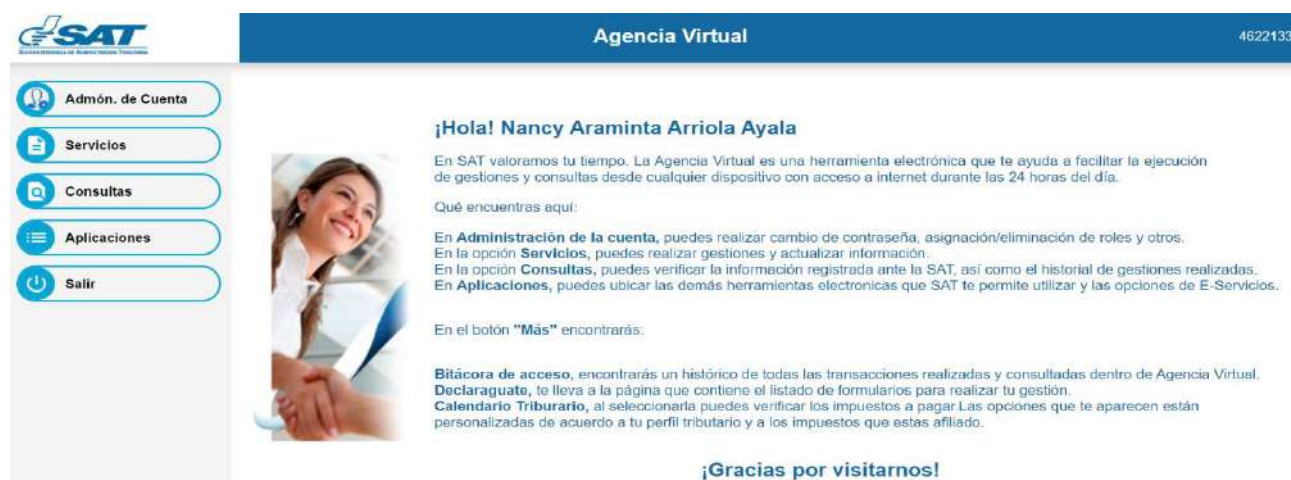 SAT
Agencia Virtual
4622133
Admón. de Cuenta
Servicios
Consultas
Aplicaciones
Salir
¡Hola! Nancy Araminta Arriola Ayala
En SAT valoramos tu tiempo. La Agencia Virtual es una herramienta electrónica que te ayuda a facilitar la ejecución
de gestiones y consultas desde cualquier dispositivo con acceso a internet durante las 24 horas del día.
Qué encuentras aquí:
En Administración de la cuenta, puedes realizar cambio de contraseña, asignación/eliminación de roles y otros.
En la opción Servicios, puedes realizar gestiones y actualizar información.
En la opción Consultas, puedes verificar la información registrada ante la SAT, así como el historial de gestiones realizadas.
En Aplicaciones, puedes ubicar las demás herramientas electronicas que SAT te permite utilizar y las opciones de E-Servicios.
En el botón "Más" encontrarás:
Bitácora de acceso, encontrarás un histórico de todas las transacciones realizadas y consultadas dentro de Agencia Virtual.
Declaraguate, te lleva a la página que contiene el listado de formularios para realizar tu gestión.
Calendario Triburario, al seleccionarla puedes verificar los impuestos a pagar.Las opciones que te aparecen están
personalizadas de acuerdo a tu perfil tributario y a los impuestos que estas afiliado.
¡Gracias por visitarnos!